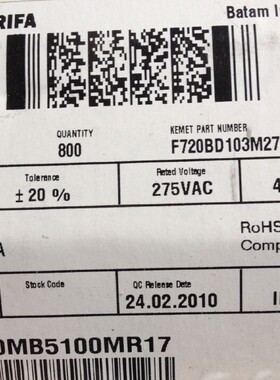 RIFA Batam I
QUANTITY KEMET PART NUMBER
800 F720BD103M27
Tolerance Rated Voltage
± 20 % 275VAC 4
RoHS
A Comp
Stock Code QC Release Date
24.02.2010 I
0MB5100MR17